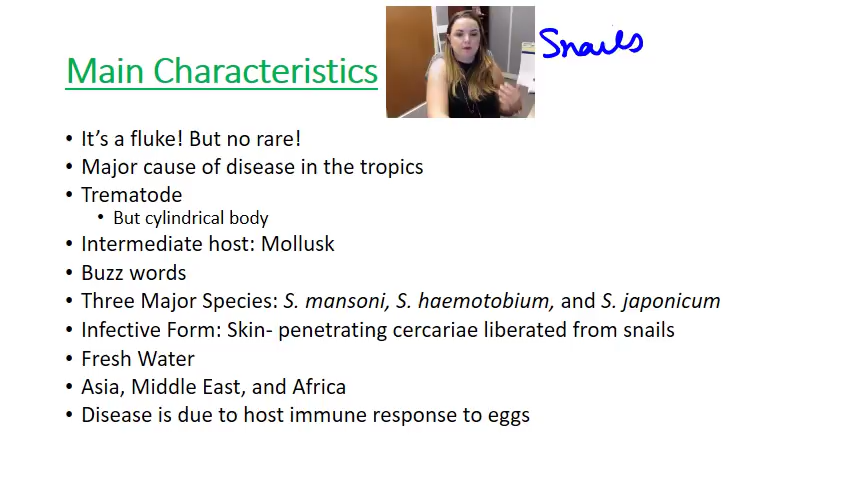 Snails
Main Characteristics
• It's a fluke! But no rare!
• Major cause of disease in the tropics
• Trematode
• But cylindrical body
• Intermediate host: Mollusk
• Buzz words
• Three Major Species: S. mansoni, S. haemotobium, and S. japonicum
• Infective Form: Skin- penetrating cercariae liberated from snails
• Fresh Water
• Asia, Middle East, and Africa
• Disease is due to host immune response to eggs